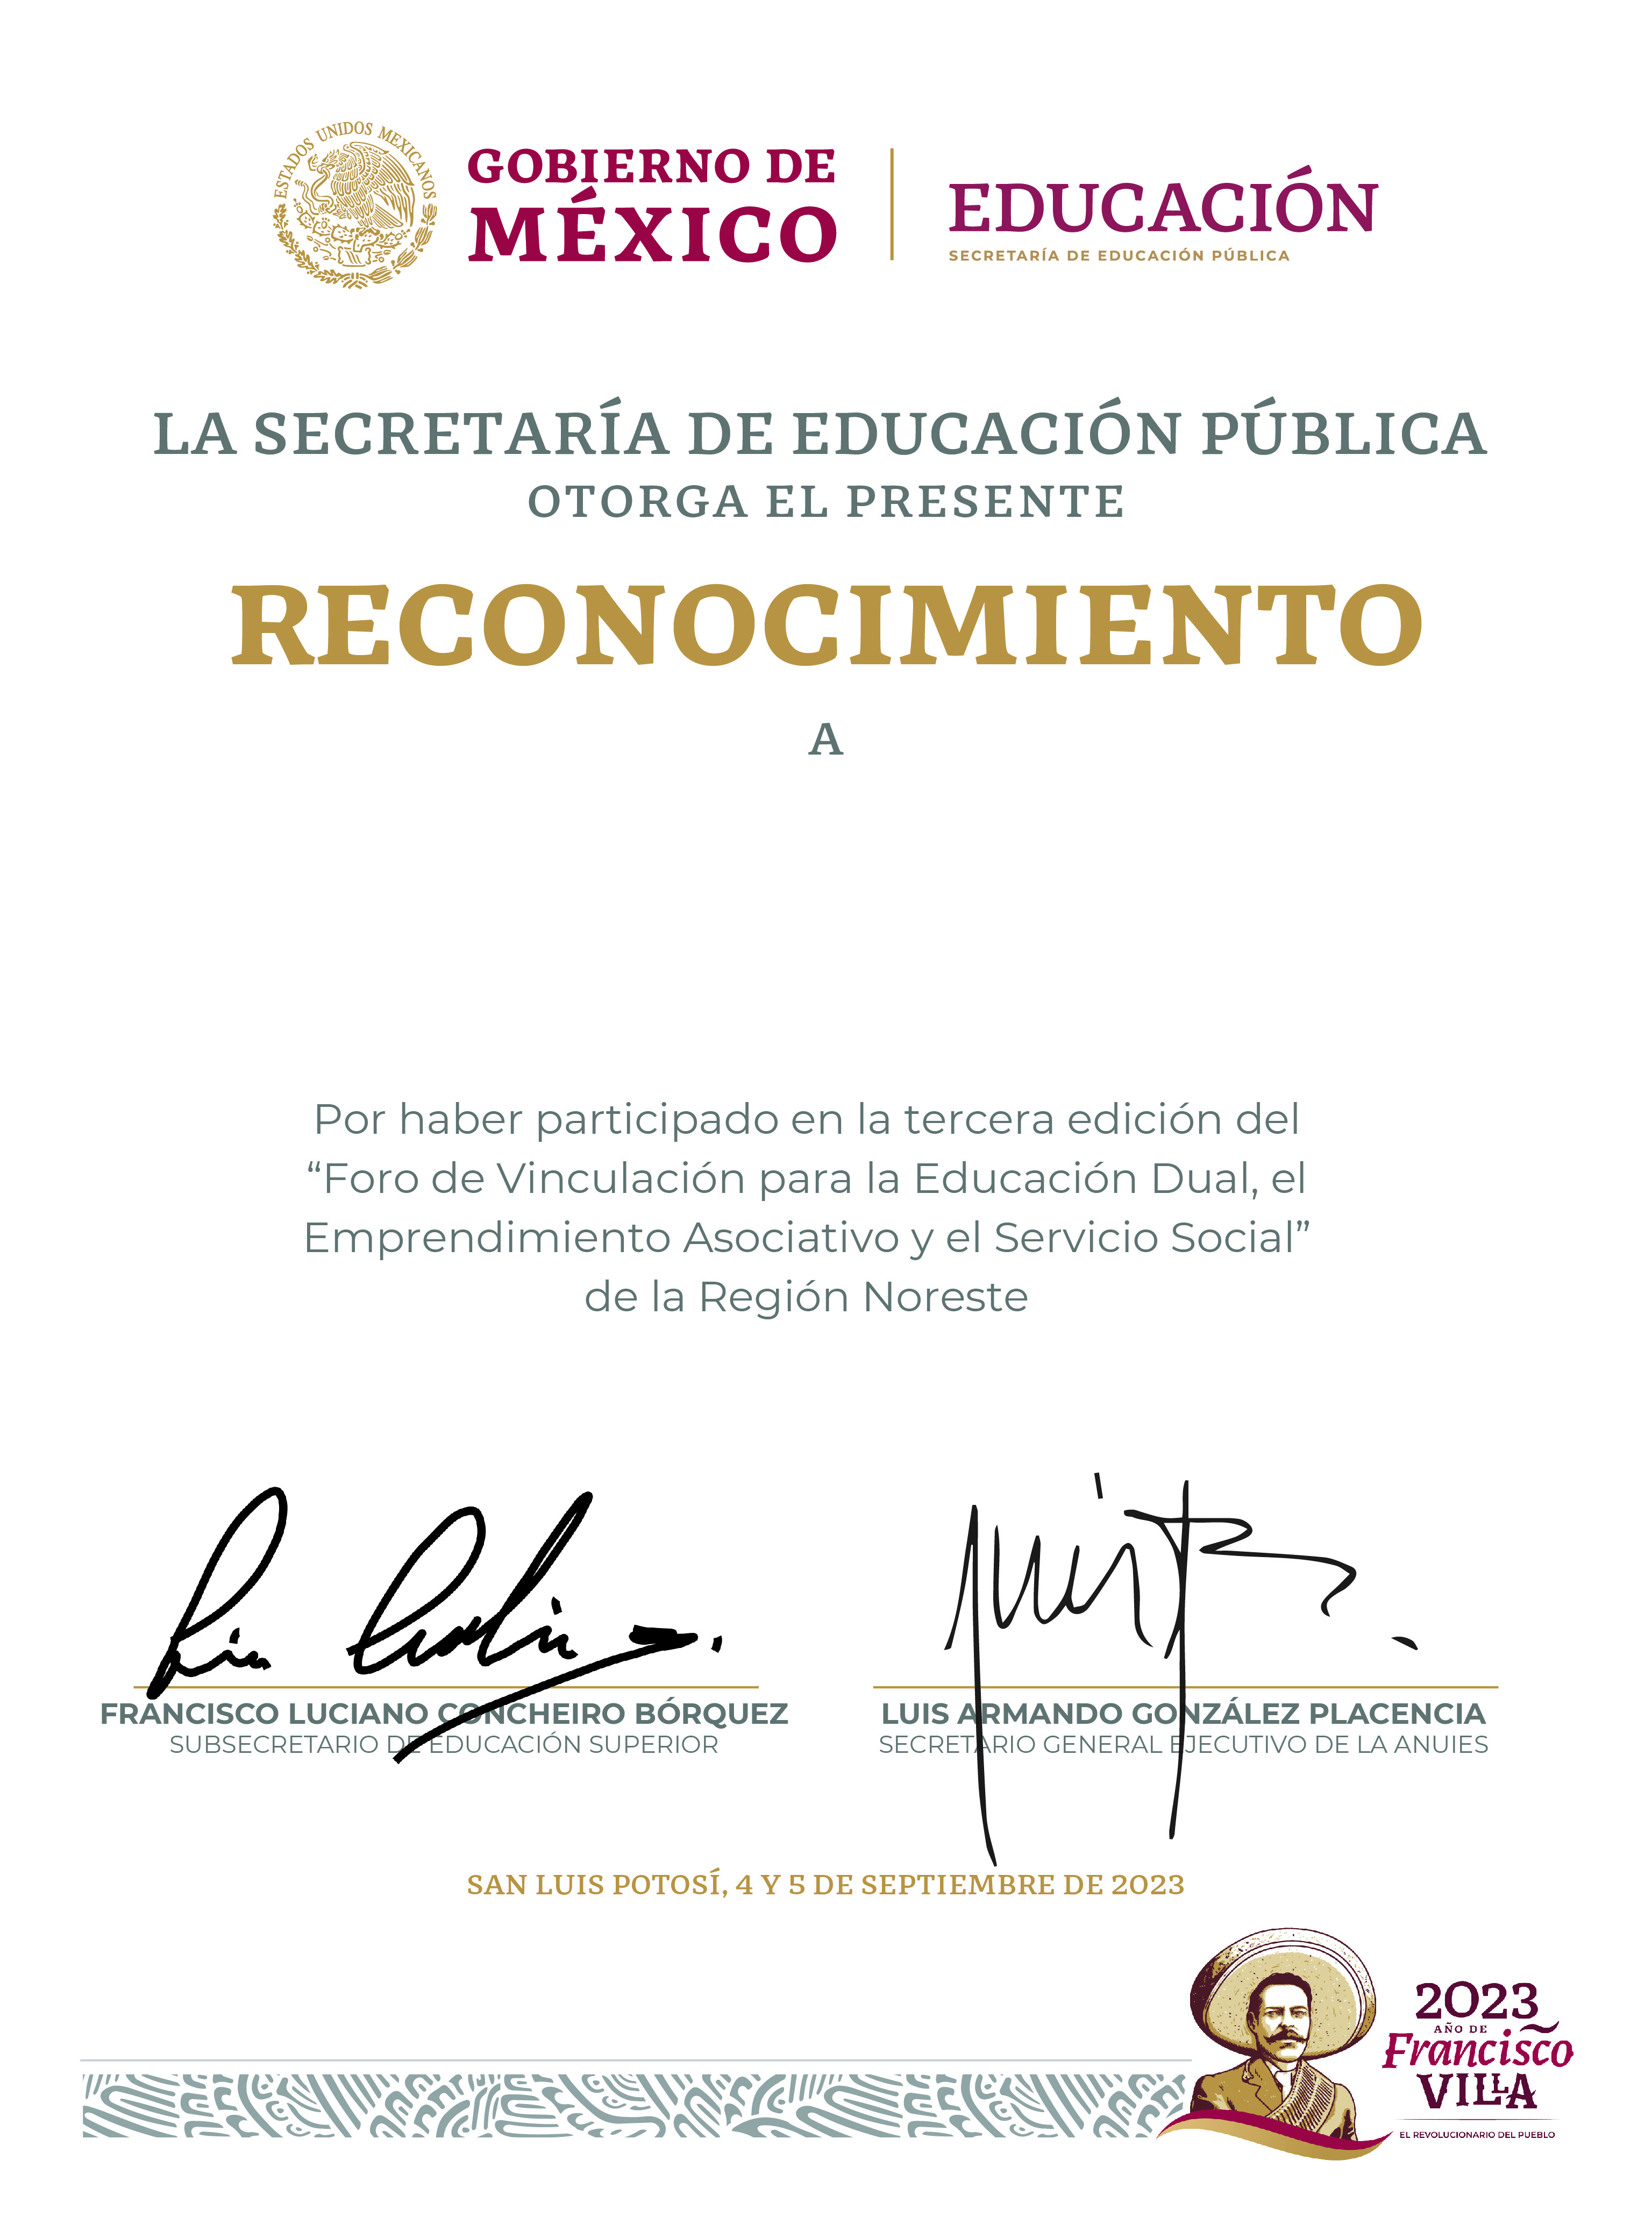 ESTADOS UNIDOS MEXICANOS
GOBIERNO DE
MÉXICO
EDUCACIÓN
SECRETARÍA DE EDUCACIÓN PÚBLICA
LA SECRETARÍA DE EDUCACIÓN PÚBLICA
OTORGA EL PRESENTE
RECONOCIMIENTO
A
Por haber participado en la tercera edición del
“Foro de Vinculación para la Educación Dual, el
Emprendimiento Asociativo y el Servicio Social”
de la Región Noreste
FRANCISCO LUCIANO CONCHEIRO BÓRQUEZ
SUBSECRETARIO DE EDUCACIÓN SUPERIOR
LUIS ARMANDO GONZÁLEZ PLACENCIA
SECRETARIO GENERAL EJECUTIVO DE LA ANUIES
SAN LUIS POTOSÍ, 4 Y 5 DE SEPTIEMBRE DE 2023
2023
AÑO DE
Francisco
VILLA
EL REVOLUCIONARIO DEL PUEBLO